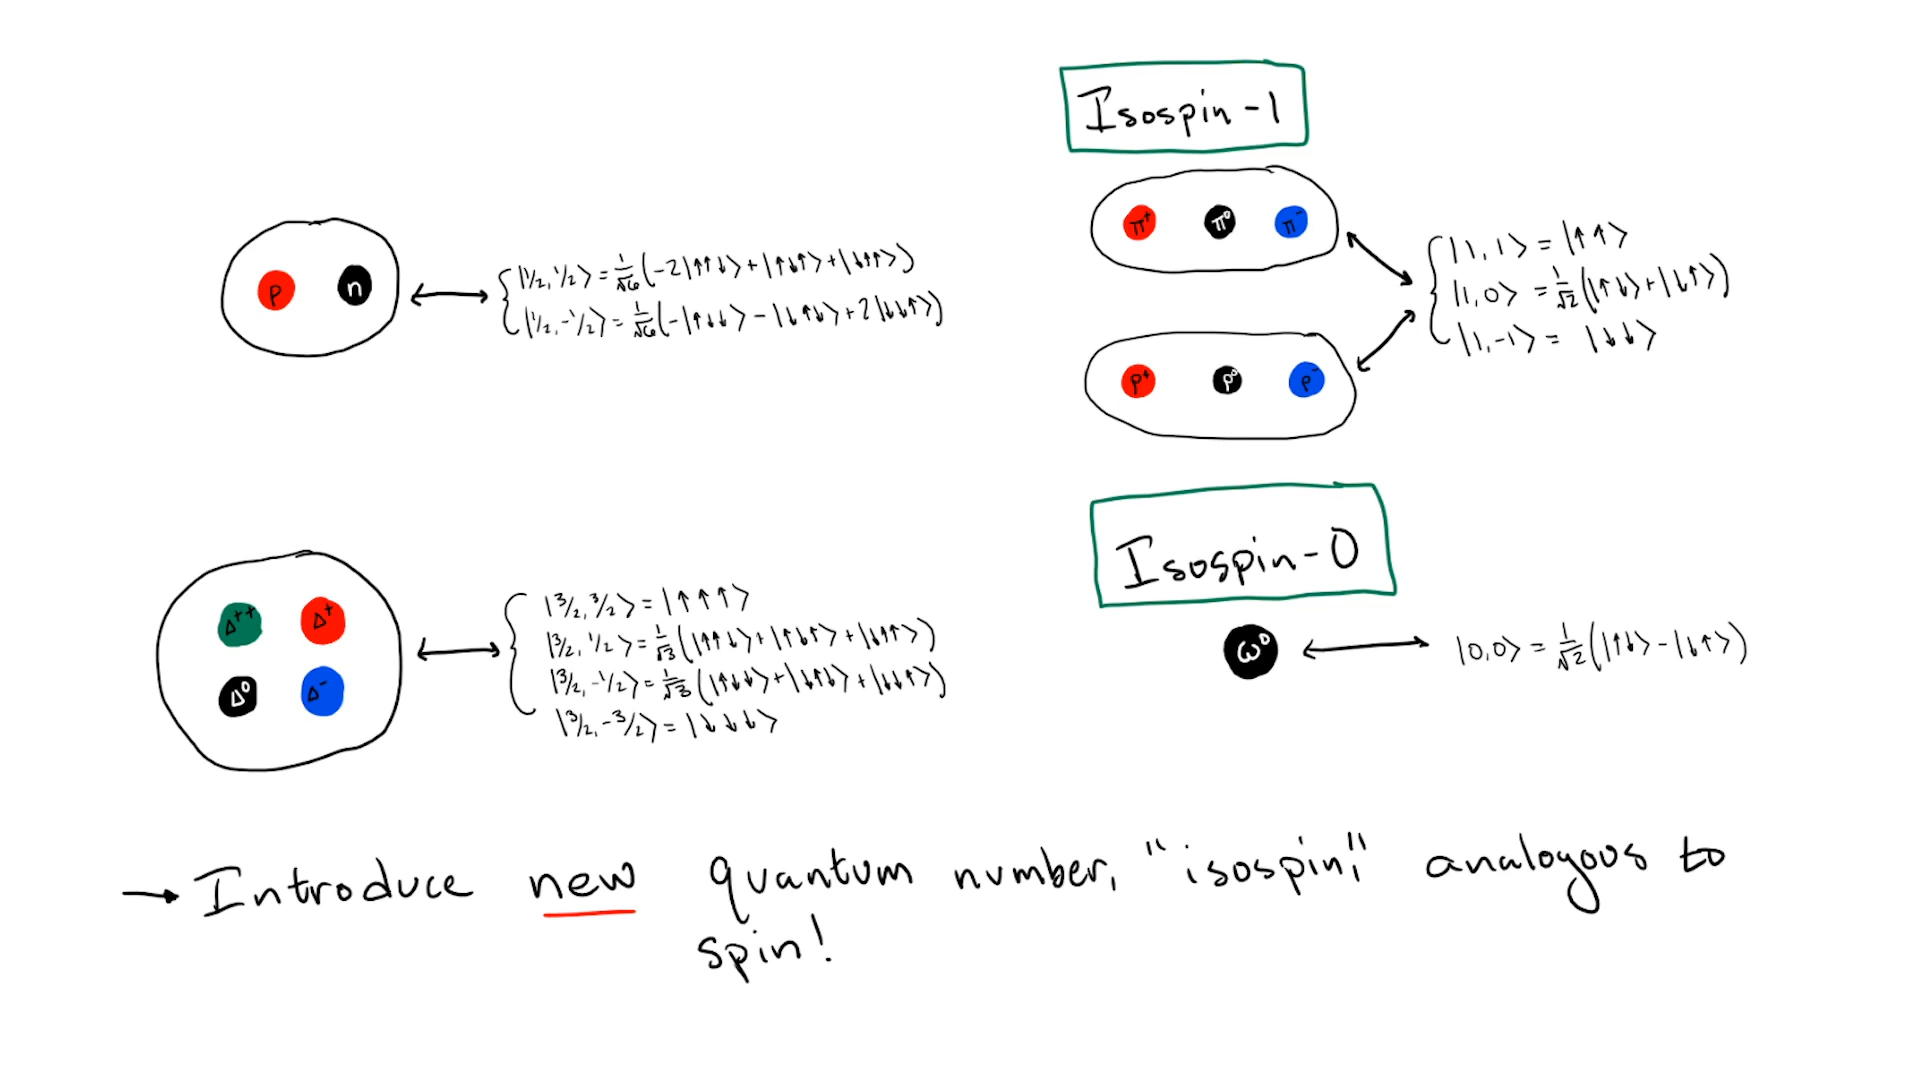 Isospin-1
π⁺ π⁰ π⁻
|1,1⟩ = |↑↑⟩
|1,0⟩ = 1/√2(|↑↓⟩+|↓↑⟩)
|1,-1⟩ = |↓↓⟩
ρ⁺ ρ⁰ ρ⁻
p n
|1/2,1/2⟩ = 1/√6(-2|↑↑↓⟩+|↑↓↑⟩+|↓↑↑⟩)
|1/2,-1/2⟩ = 1/√6(-|↑↓↓⟩-|↓↑↓⟩+2|↓↓↑⟩)
Isospin-0
ω⁰
|0,0⟩ = 1/√2(|↑↓⟩-|↓↑⟩)
Δ⁺⁺ Δ⁺
Δ⁰ Δ⁻
|3/2,3/2⟩ = |↑↑↑⟩
|3/2,1/2⟩ = 1/√3(|↑↑↓⟩+|↑↓↑⟩+|↓↑↑⟩)
|3/2,-1/2⟩ = 1/√3(|↑↓↓⟩+|↓↑↓⟩+|↓↓↑⟩)
|3/2,-3/2⟩ = |↓↓↓⟩
→ Introduce new quantum number, "isospin," analogous to
spin!